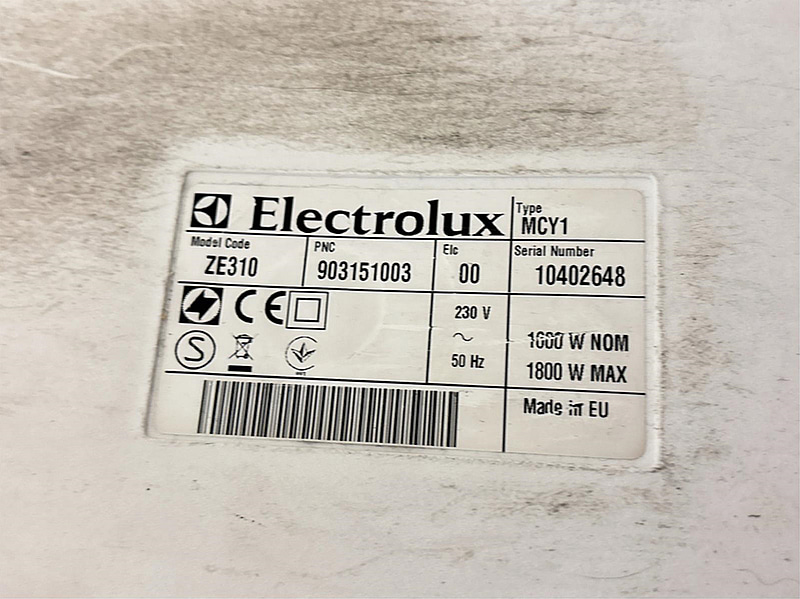 Electrolux
Type
MCY1
Model Code
ZE310
PNC
903151003
Elc
00
Serial Number
10402648
CE
S
230 V
~
50 Hz
1600 W NOM
1800 W MAX
Made in EU